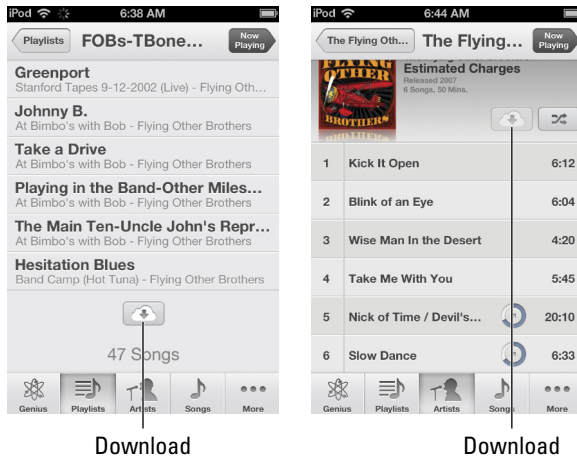 iPod 6:38 AM
Playlists FOBs-TBone... Now Playing
Greenport
Stanford Tapes 9-12-2002 (Live) - Flying Oth...
Johnny B.
At Bimbo's with Bob - Flying Other Brothers
Take a Drive
At Bimbo's with Bob - Flying Other Brothers
Playing in the Band-Other Miles...
At Bimbo's with Bob - Flying Other Brothers
The Main Ten-Uncle John's Repr...
At Bimbo's with Bob - Flying Other Brothers
Hesitation Blues
Band Camp (Hot Tuna) - Flying Other Brothers
47 Songs
Genius Playlists Artists Songs More
Download
iPod 6:44 AM
The Flying Oth... The Flying... Now Playing
FLYING
OTHER
BROTHERS
Estimated Charges
Released 2007
6 Songs, 50 Mins.
1 Kick It Open 6:12
2 Blink of an Eye 6:04
3 Wise Man In the Desert 4:20
4 Take Me With You 5:45
5 Nick of Time / Devil's... 20:10
6 Slow Dance 6:33
Genius Playlists Artists Songs More
Download